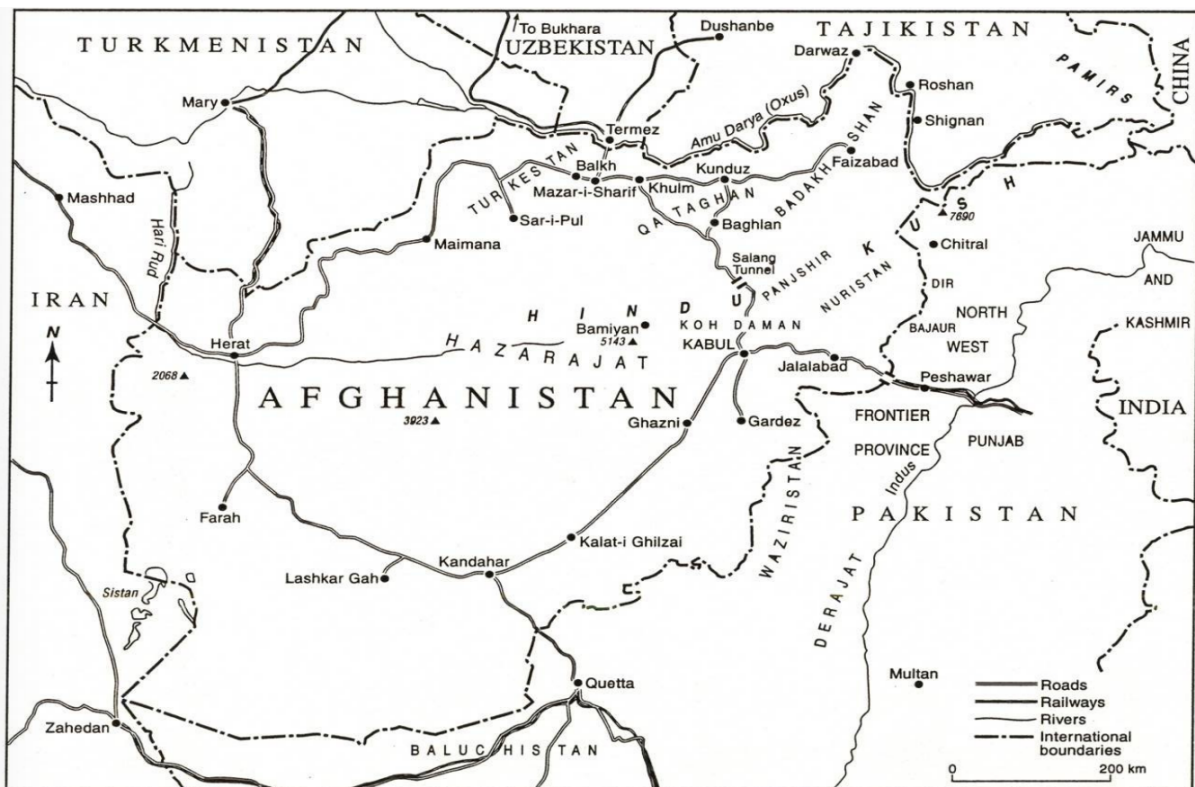 To Bukhara
Dushanbe
TURKMENISTAN
UZBEKISTAN
TAJIKISTAN
CHINA
Darwaz
PAMIRS
Roshan
Mary
Shignan
Termez
Amu Darya (Oxus)
BADAKHSHAN
Faizabad
TURKESTAN
Balkh
Mazar-i-Sharif
Khulm
Kunduz
QATAGHAN
Baghlan
Mashhad
Sar-i-Pul
Maimana
Hari Rud
7690
Chitral
JAMMU
AND
KASHMIR
Salang
Tunnel
PANJSHIR
NURISTAN
DIR
NORTH
WEST
FRONTIER
PROVINCE
BAJAUR
IRAN
N
HINDU KUSH
Bamiyan
5143
KOH DAMAN
HAZARAJAT
KABUL
Herat
Jalalabad
Peshawar
2068
AFGHANISTAN
3923
Ghazni
Gardez
INDIA
PUNJAB
Indus
WAZIRISTAN
PAKISTAN
Farah
Kalat-i Ghilzai
Kandahar
Lashkar Gah
Sistan
DERAJAT
Multan
Quetta
Zahedan
BALUCHISTAN
Roads
Railways
Rivers
International
boundaries
0 200 km